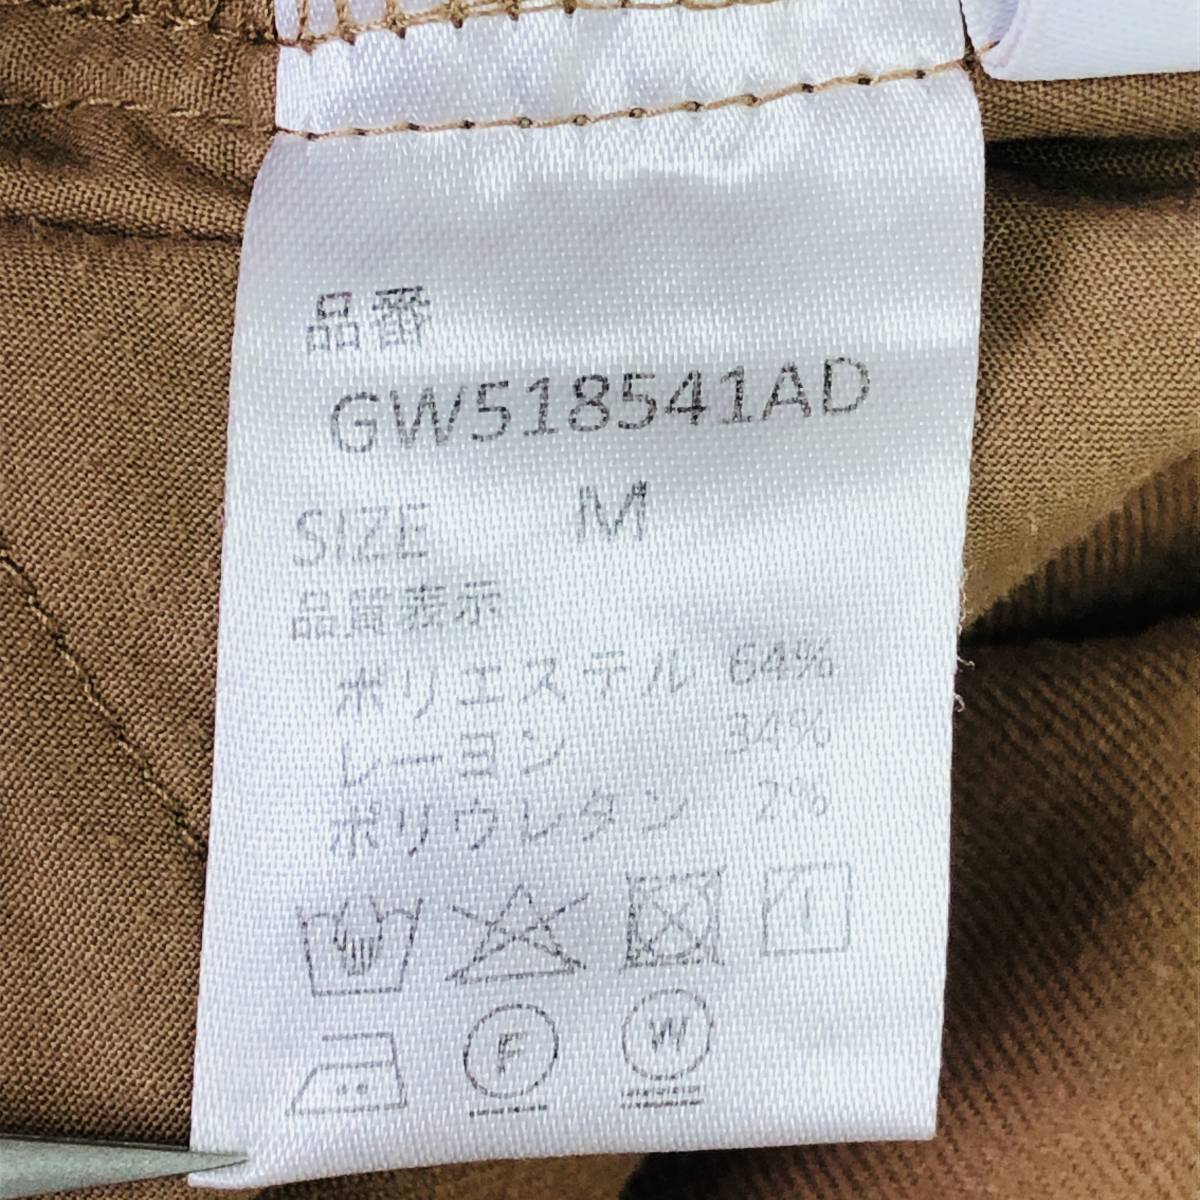 品番
GW518541AD
SIZE M
品質表示
ポリエステル 64%
レーヨン 34%
ポリウレタン 2%
F
W